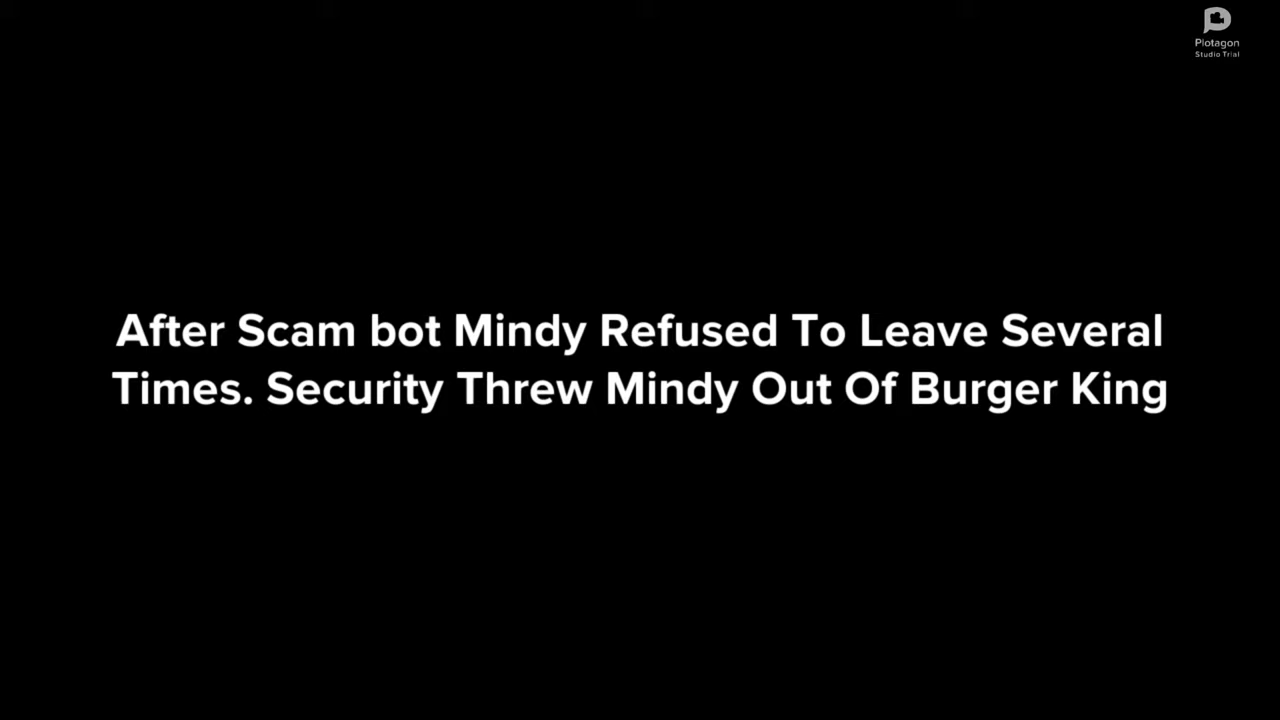 Plotagon
Studio Trial
After Scam bot Mindy Refused To Leave Several
Times. Security Threw Mindy Out Of Burger King